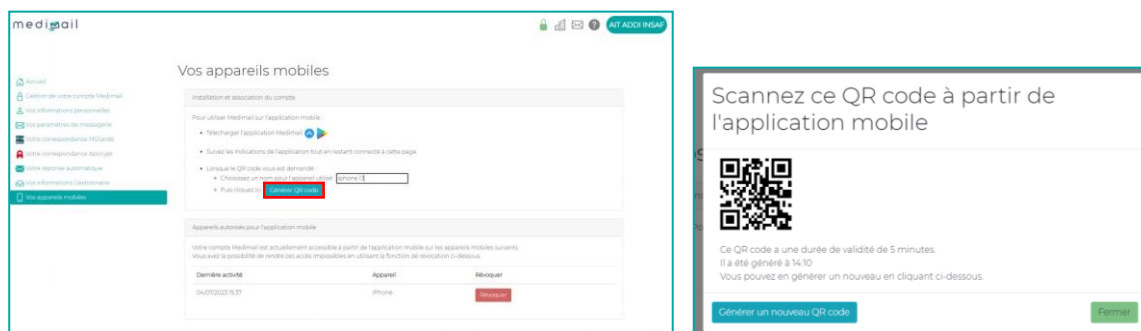 medimail
AIT ADDI INSAF
Accueil
Gestion de votre compte Medimail
Vos informations personnelles
Vos paramètres de messagerie
Votre correspondance MSSanté
Votre correspondance Apicrypt
Votre réponse automatique
Vos informations Gestionnaire
Vos appareils mobiles
Vos appareils mobiles
Installation et association du compte
Pour utiliser Medimail sur l'application mobile :
Télécharger l'application Medimail
Suivez les indications de l'application tout en restant connecté à cette page.
Lorsque le QR code vous est demandé :
Choisissez un nom pour l'appareil utilisé : iphone 13
Puis cliquez ici Générer QR code
Appareils autorisés pour l'application mobile
Votre compte Medimail est actuellement accessible à partir de l'application mobile sur les appareils mobiles suivants.
Vous avez la possibilité de rendre ces accès impossibles en utilisant la fonction de révocation ci-dessous.
Dernière activité Appareil Révoquer
04/07/2023 15:37 iPhone Révoquer
Scannez ce QR code à partir de
l'application mobile
Ce QR code a une durée de validité de 5 minutes.
Il a été généré à 14:10
Vous pouvez en générer un nouveau en cliquant ci-dessous.
Générer un nouveau QR code Fermer